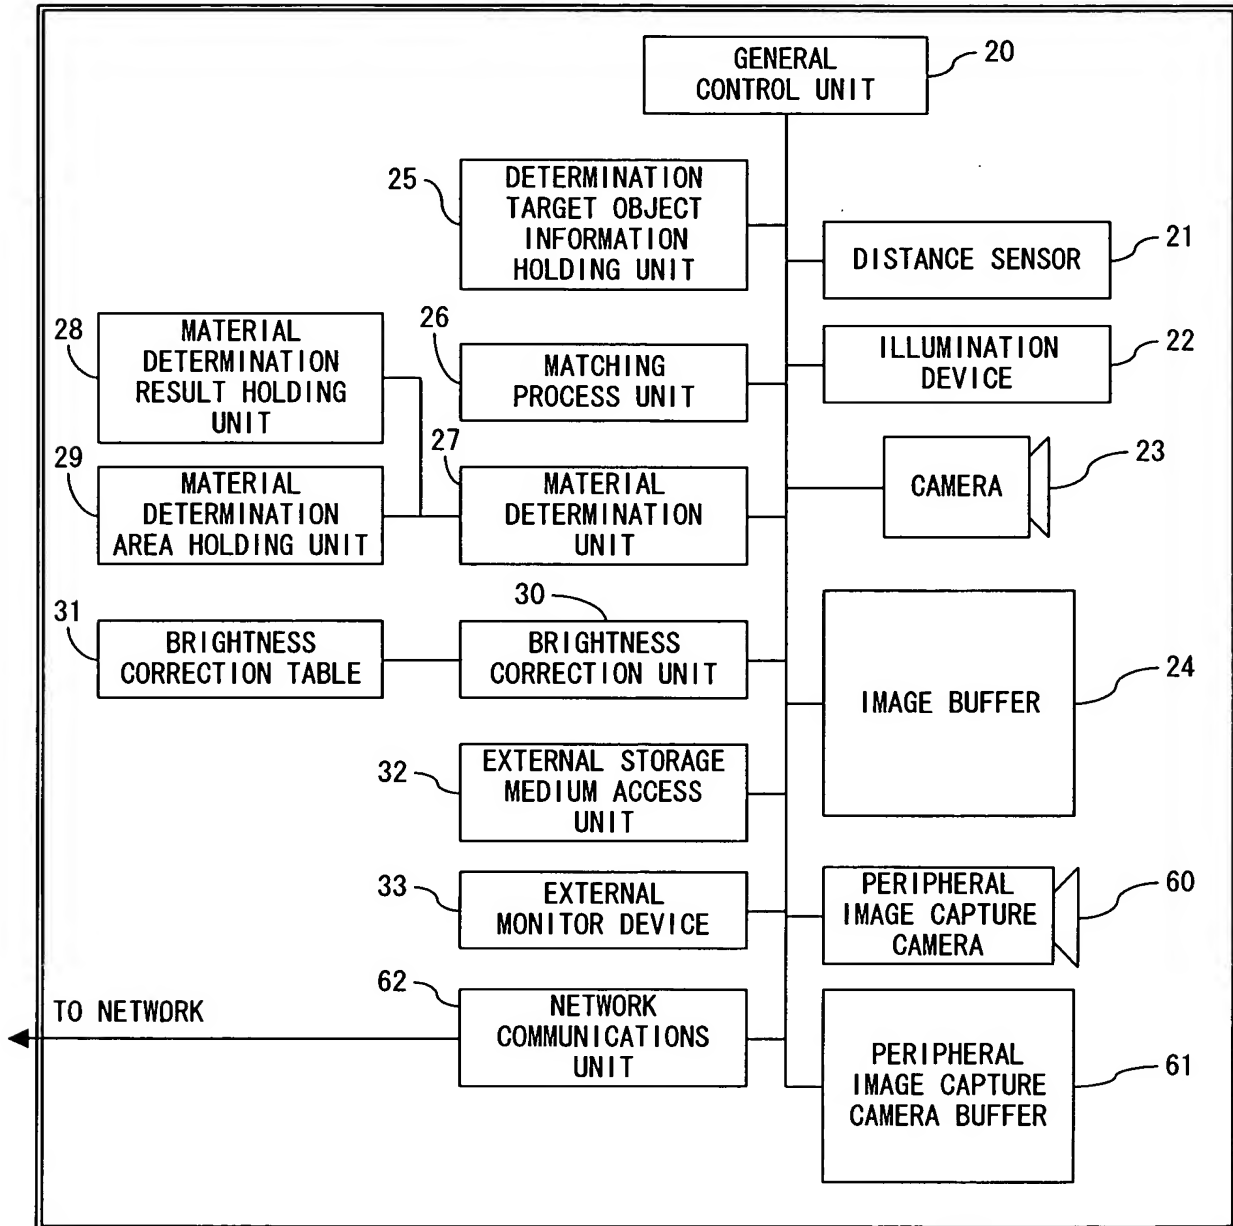 GENERAL
CONTROL UNIT
20
25
DETERMINATION
TARGET OBJECT
INFORMATION
HOLDING UNIT
DISTANCE SENSOR
21
28
MATERIAL
DETERMINATION
RESULT HOLDING
UNIT
26
MATCHING
PROCESS UNIT
ILLUMINATION
DEVICE
22
29
MATERIAL
DETERMINATION
AREA HOLDING UNIT
27
MATERIAL
DETERMINATION
UNIT
CAMERA
23
31
BRIGHTNESS
CORRECTION TABLE
30
BRIGHTNESS
CORRECTION UNIT
IMAGE BUFFER
24
32
EXTERNAL STORAGE
MEDIUM ACCESS
UNIT
33
EXTERNAL
MONITOR DEVICE
PERIPHERAL
IMAGE CAPTURE
CAMERA
60
TO NETWORK
62
NETWORK
COMMUNICATIONS
UNIT
PERIPHERAL
IMAGE CAPTURE
CAMERA BUFFER
61